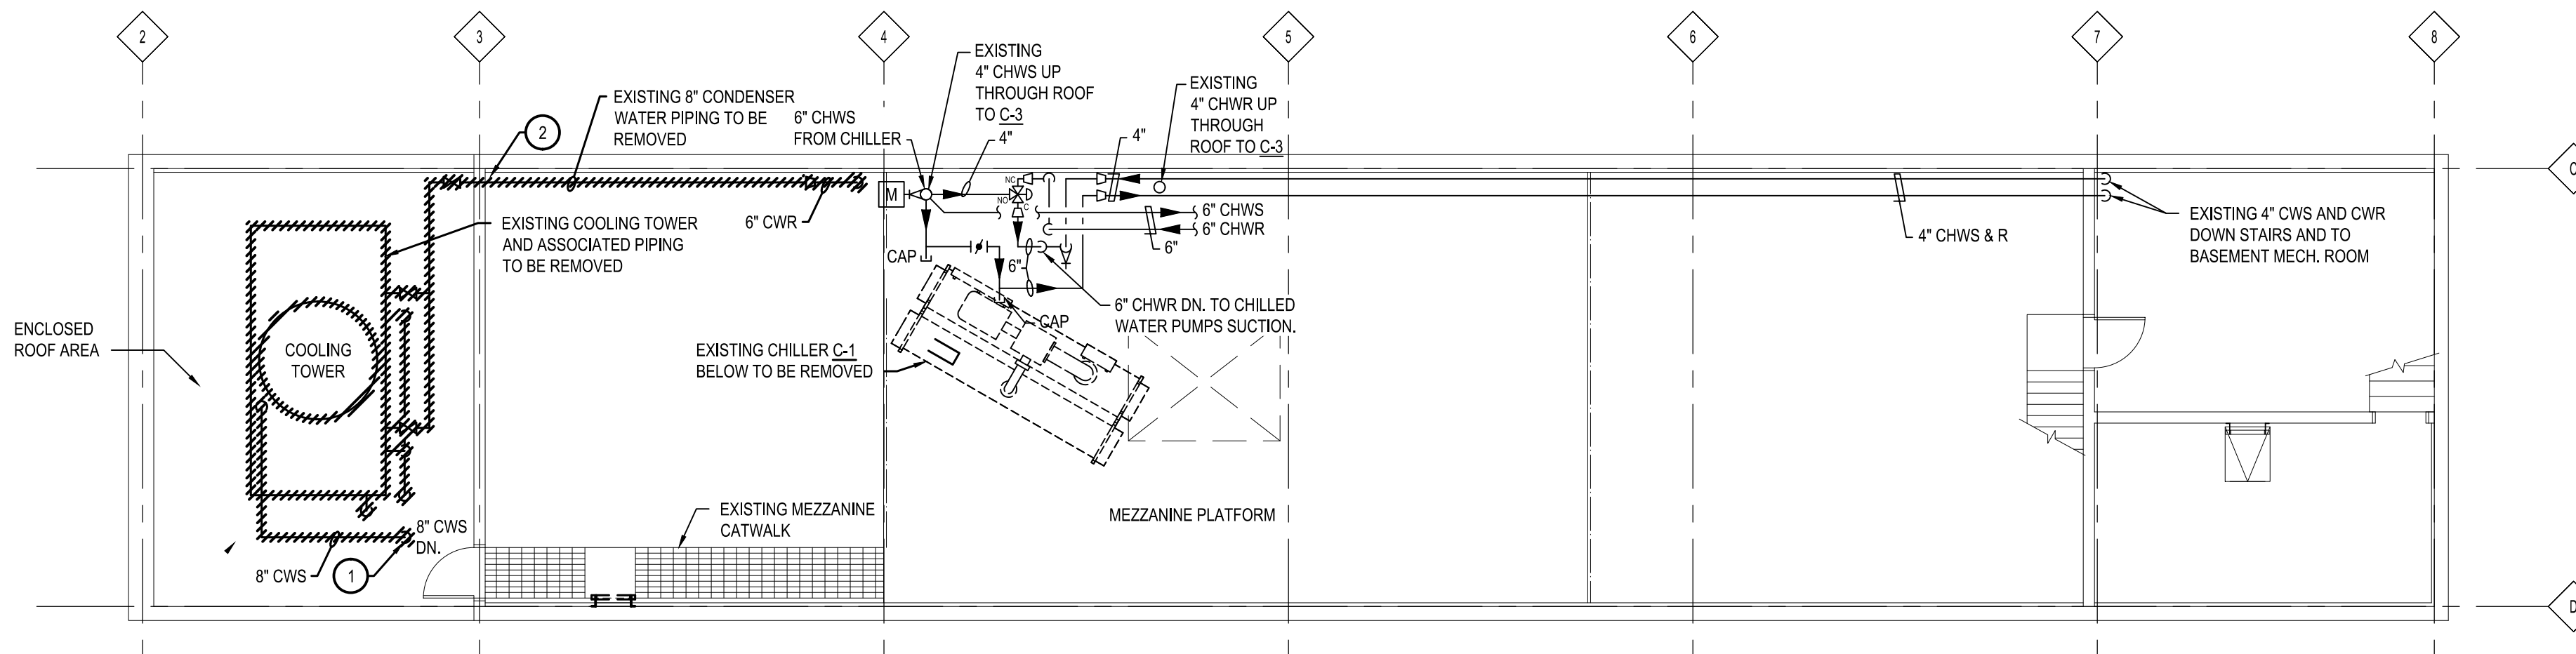 2
3
4
5
6
7
8
EXISTING
4" CHWS UP
THROUGH ROOF
TO C-3
4"
EXISTING
4" CHWR UP
THROUGH
ROOF TO C-3
4"
EXISTING 8" CONDENSER
WATER PIPING TO BE
REMOVED
2
6" CHWS
FROM CHILLER
C
M
NC
NO
C
6" CWR
6" CHWS
6" CHWR
6"
EXISTING COOLING TOWER
AND ASSOCIATED PIPING
TO BE REMOVED
4" CHWS & R
EXISTING 4" CWS AND CWR
DOWN STAIRS AND TO
BASEMENT MECH. ROOM
CAP
6"
6" CHWR DN. TO CHILLED
WATER PUMPS SUCTION.
CAP
ENCLOSED
ROOF AREA
COOLING
TOWER
EXISTING CHILLER C-1
BELOW TO BE REMOVED
EXISTING MEZZANINE
CATWALK
MEZZANINE PLATFORM
8" CWS
DN.
8" CWS
1
D